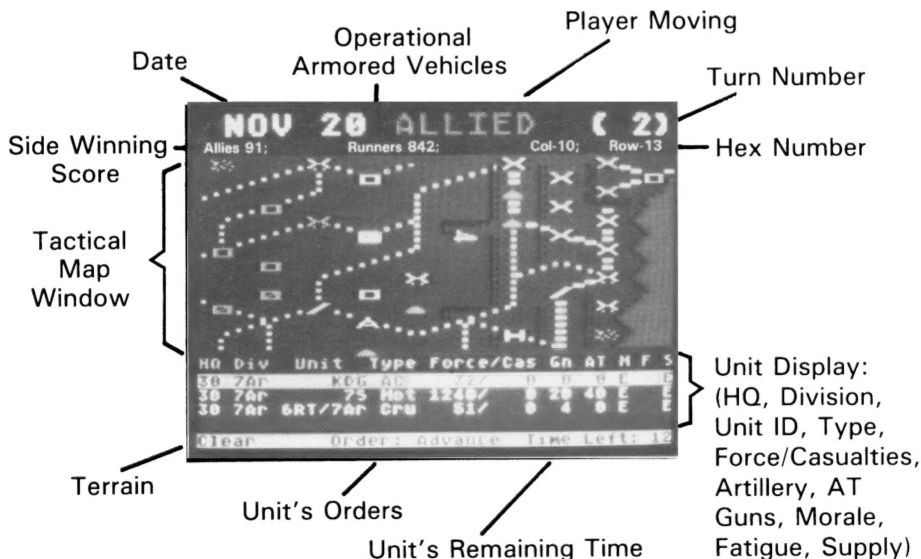 Player Moving
Operational
Armored Vehicles
Date
Turn Number
NOV 20 ALLIED ( 2)
Allies 91; Runners 842; Col-10; Row-13
Side Winning
Score
Hex Number
Tactical
Map
Window
HQ Div Unit Type Force/Cas Gn AT M F S
30 7Ar KDG AC 32/ 0 0 0 E E
30 7Ar 75 Mot 1240/ 0 20 40 E E
30 7Ar 6RT/7Ar Cru 51/ 0 4 0 E E
Clear Order: Advance Time Left: 12
Unit Display:
(HQ, Division,
Unit ID, Type,
Force/Casualties,
Artillery, AT
Guns, Morale,
Fatigue, Supply)
Terrain
Unit's Orders
Unit's Remaining Time